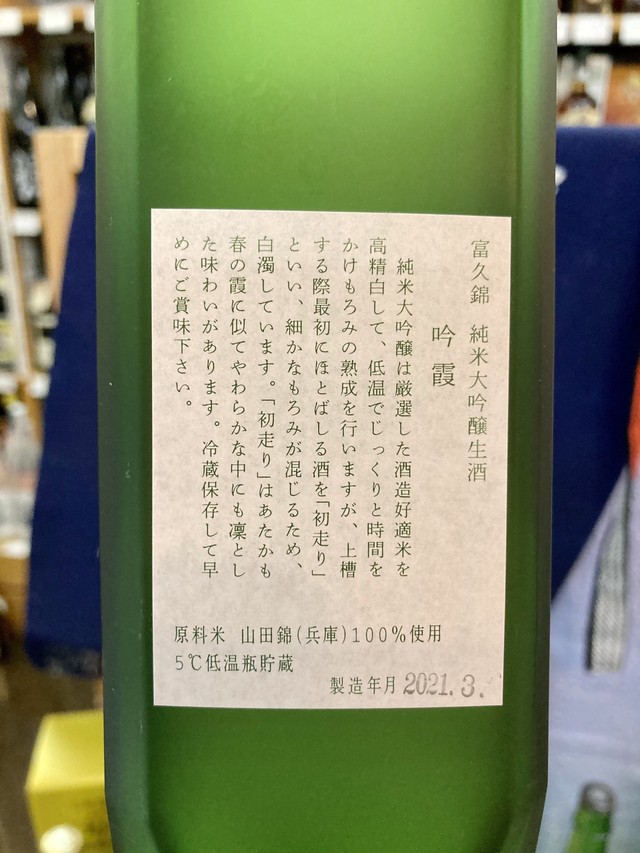 富久錦 純米大吟醸生酒
吟霞
純米大吟醸は厳選した酒造好適米を
高精白して、低温でじっくりと時間を
かけもろみの熟成を行いますが、上槽
する際最初にほとばしる酒を「初走り」
といい、細かなもろみが混じるため、
白濁しています。「初走り」はあたかも
春の霞に似てやわらかな中にも凜とし
た味わいがあります。冷蔵保存して早
めにご賞味下さい。
原料米 山田錦(兵庫)100%使用
5℃低温瓶貯蔵
製造年月 2021.3.